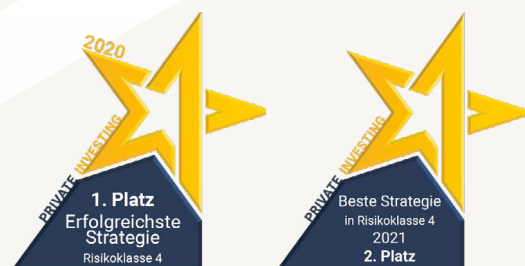 2020
PRIVATE INVESTING
1. Platz
Erfolgreichste
Strategie
Risikoklasse 4
PRIVATE INVESTING
Beste Strategie
in Risikoklasse 4
2021
2. Platz